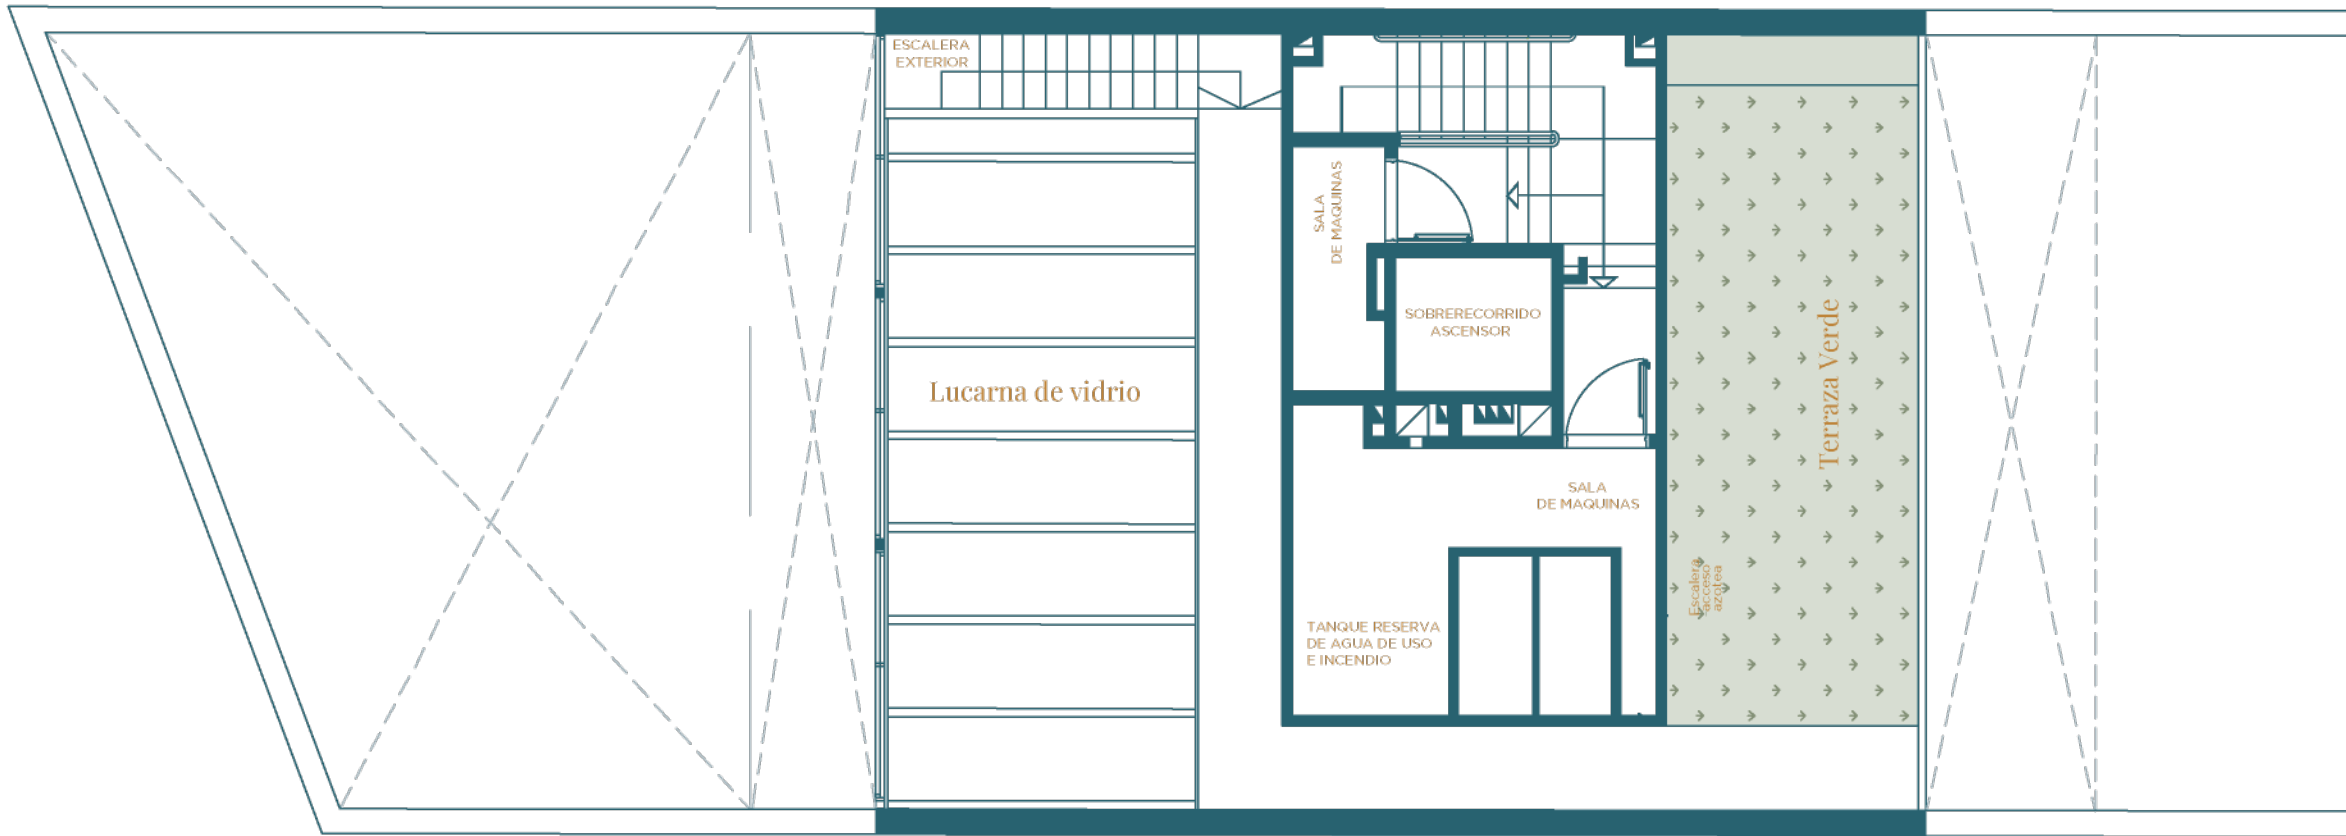 ESCALERA
EXTERIOR
SALA
DE MAQUINAS
SOBRERECORRIDO
ASCENSOR
Lucarna de vidrio
Terraza Verde
SALA
DE MAQUINAS
Escalera
acceso
azotea
TANQUE RESERVA
DE AGUA DE USO
E INCENDIO